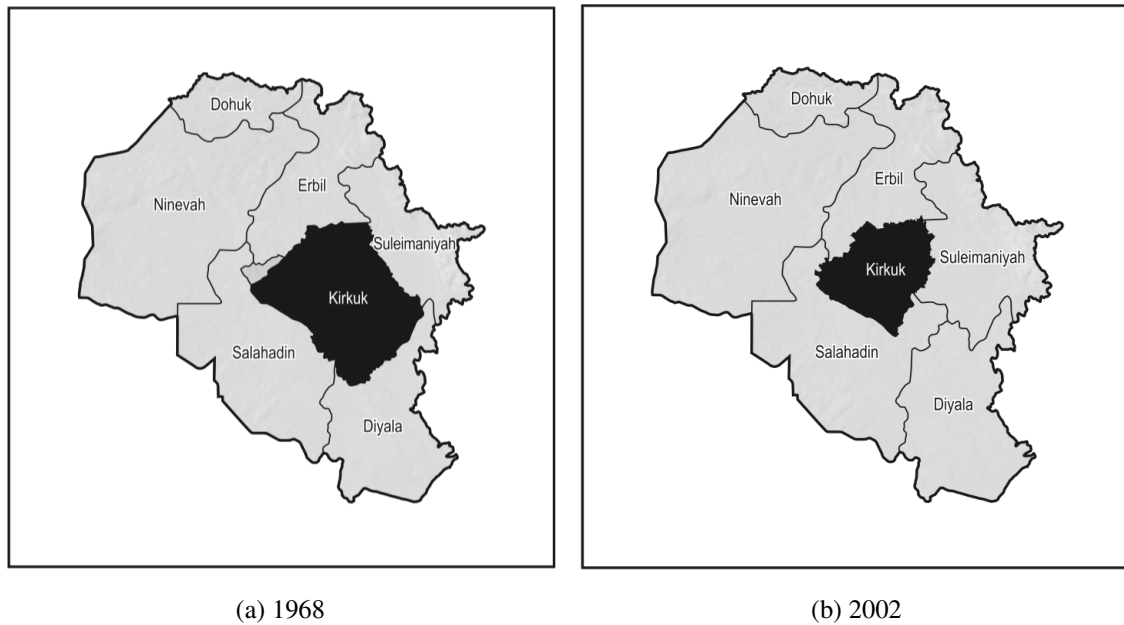 Dohuk
Erbil
Ninevah
Suleimaniyah
Kirkuk
Salahadin
Diyala
(a) 1968
Dohuk
Erbil
Ninevah
Suleimaniyah
Kirkuk
Salahadin
Diyala
(b) 2002